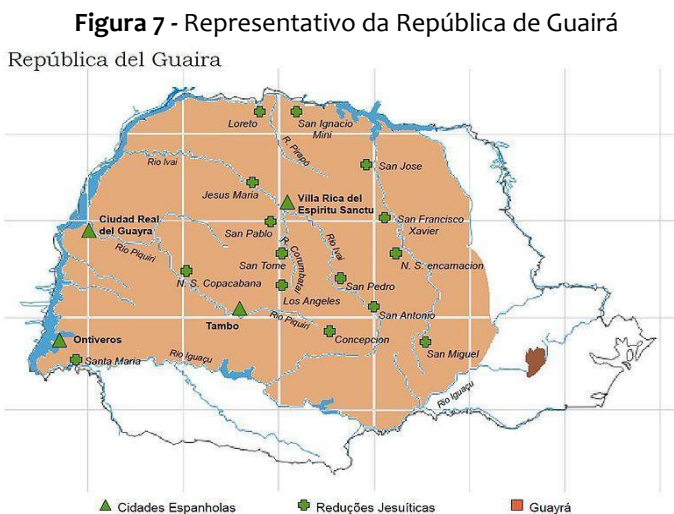 Figura 7 - Representativo da República de Guairá
República del Guaira
Loreto
San Ignacio
Mini
R. Pirapó
Rio Ivai
San Jose
Jesus Maria
Villa Rica del
Espiritu Sanctu
Ciudad Real
del Guayra
San Pablo
San Francisco
Xavier
Rio Piquiri
R. Corumbatai
Rio Ivai
San Tome
N. S. encarnacion
N. S. Copacabana
San Pedro
Los Angeles
Tambo
Rio Piquiri
San Antonio
Ontiveros
Concepcion
Santa Maria
Rio Iguaçu
San Miguel
Rio Iguaçu
Cidades Espanholas
Reduções Jesuíticas
Guayrá